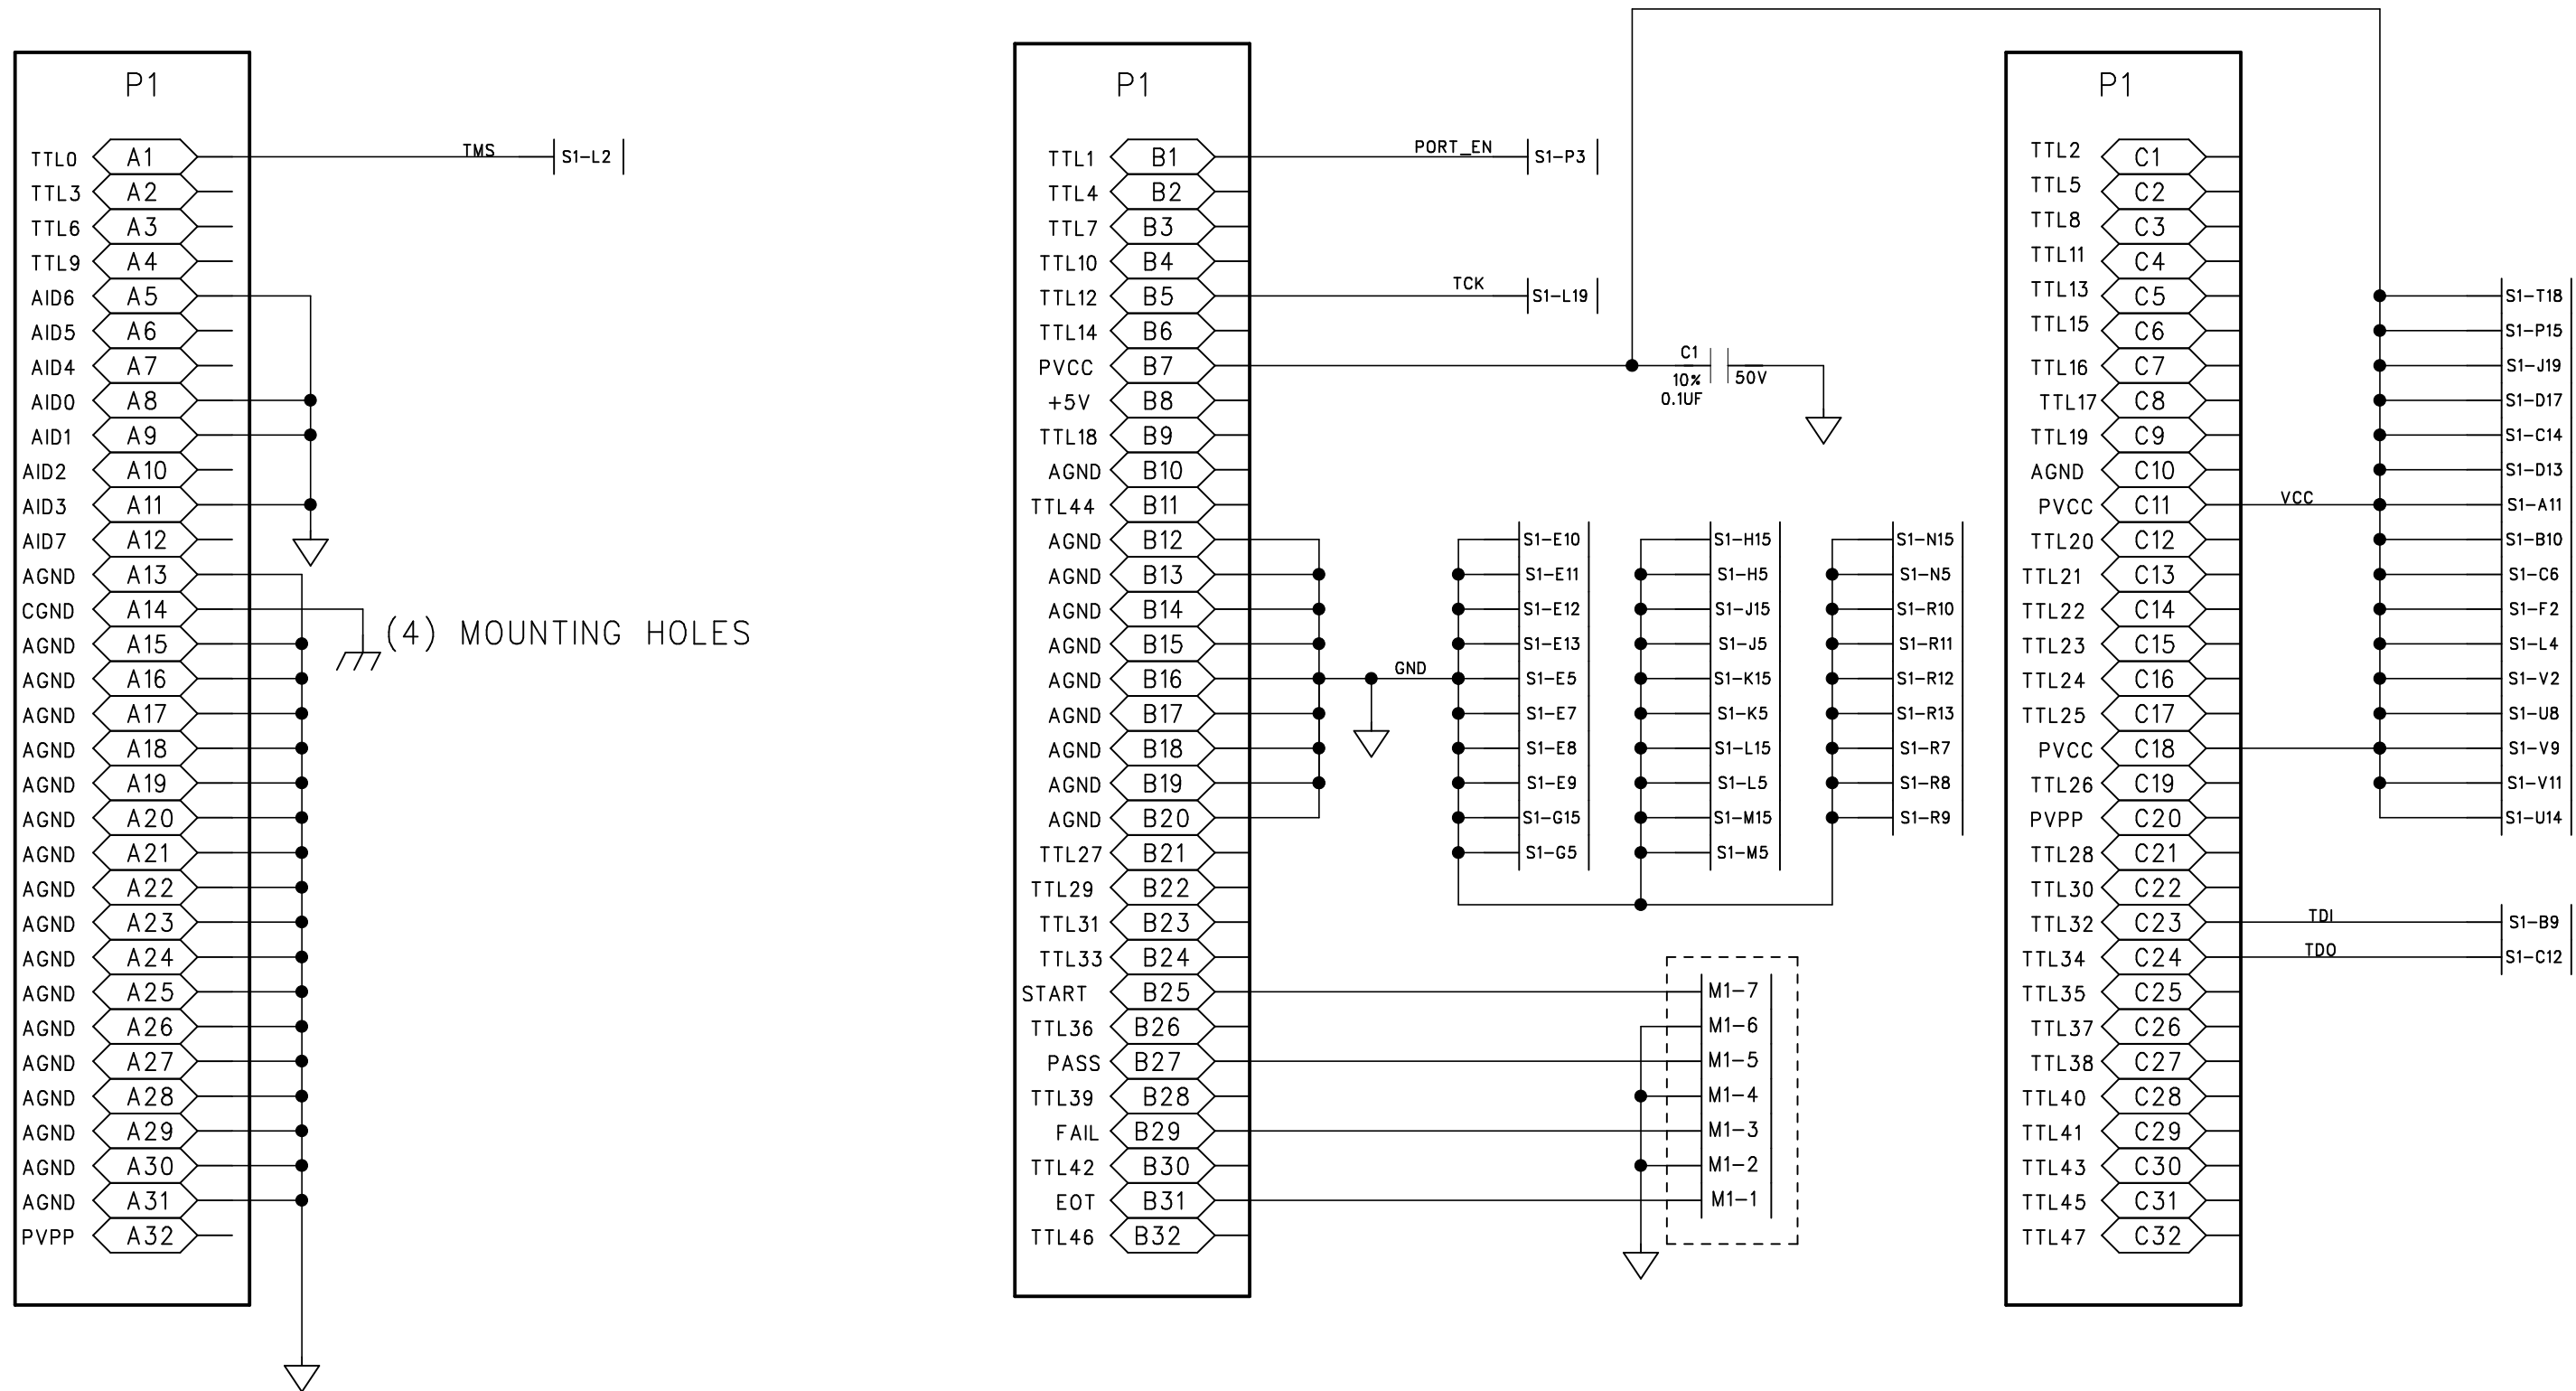 P1
TTL0 A1 TMS S1-L2
TTL3 A2
TTL6 A3
TTL9 A4
AID6 A5
AID5 A6
AID4 A7
AID0 A8
AID1 A9
AID2 A10
AID3 A11
AID7 A12
AGND A13
CGND A14
(4) MOUNTING HOLES
AGND A15
AGND A16
AGND A17
AGND A18
AGND A19
AGND A20
AGND A21
AGND A22
AGND A23
AGND A24
AGND A25
AGND A26
AGND A27
AGND A28
AGND A29
AGND A30
AGND A31
PVPP A32
P1
TTL1 B1 PORT_EN S1-P3
TTL4 B2
TTL7 B3
TTL10 B4
TTL12 B5 TCK S1-L19
TTL14 B6
PVCC B7
+5V B8
TTL18 B9
AGND B10
TTL44 B11
AGND B12
AGND B13
AGND B14
AGND B15
AGND B16
AGND B17
AGND B18
AGND B19
AGND B20
TTL27 B21
TTL29 B22
TTL31 B23
TTL33 B24
START B25
TTL36 B26
PASS B27
TTL39 B28
FAIL B29
TTL42 B30
EOT B31
TTL46 B32
C1
10% 50V
0.1UF
GND
S1-E10
S1-E11
S1-E12
S1-E13
S1-E5
S1-E7
S1-E8
S1-E9
S1-G15
S1-G5
S1-H15
S1-H5
S1-J15
S1-J5
S1-K15
S1-K5
S1-L15
S1-L5
S1-M15
S1-M5
S1-N15
S1-N5
S1-R10
S1-R11
S1-R12
S1-R13
S1-R7
S1-R8
S1-R9
M1-7
M1-6
M1-5
M1-4
M1-3
M1-2
M1-1
P1
TTL2 C1
TTL5 C2
TTL8 C3
TTL11 C4
TTL13 C5
TTL15 C6
TTL16 C7
TTL17 C8
TTL19 C9
AGND C10
PVCC C11 VCC
TTL20 C12
TTL21 C13
TTL22 C14
TTL23 C15
TTL24 C16
TTL25 C17
PVCC C18
TTL26 C19
PVPP C20
TTL28 C21
TTL30 C22
TTL32 C23 TDI S1-B9
TTL34 C24 TDO S1-C12
TTL35 C25
TTL37 C26
TTL38 C27
TTL40 C28
TTL41 C29
TTL43 C30
TTL45 C31
TTL47 C32
S1-T18
S1-P15
S1-J19
S1-D17
S1-C14
S1-D13
S1-A11
S1-B10
S1-C6
S1-F2
S1-L4
S1-V2
S1-U8
S1-V9
S1-V11
S1-U14